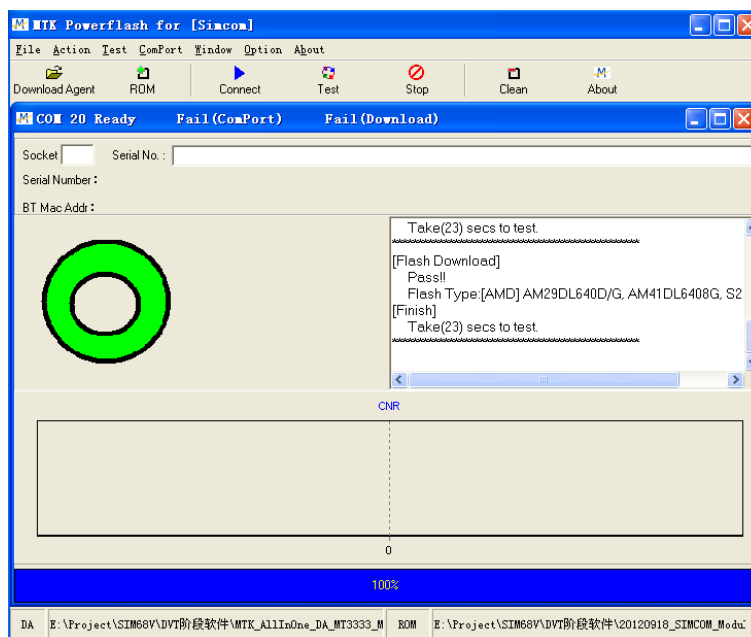 MTK Powerflash for [Simcom]
File Action Test ComPort Window Option About
Download Agent ROM Connect Test Stop Clean About
COM 20 Ready Fail(ComPort) Fail(Download)
Socket Serial No. :
Serial Number :
BT Mac Addr :
Take(23) secs to test.
****************************************************
[Flash Download]
Pass!!
Flash Type:[AMD] AM29DL640D/G, AM41DL6408G, S2
[Finish]
Take(23) secs to test.
****************************************************
CNR
0
100%
DA E:\Project\SIM68V\DVT阶段软件\MTK_AllInOne_DA_MT3333_M ROM E:\Project\SIM68V\DVT阶段软件\20120918_SIMCOM_Modu